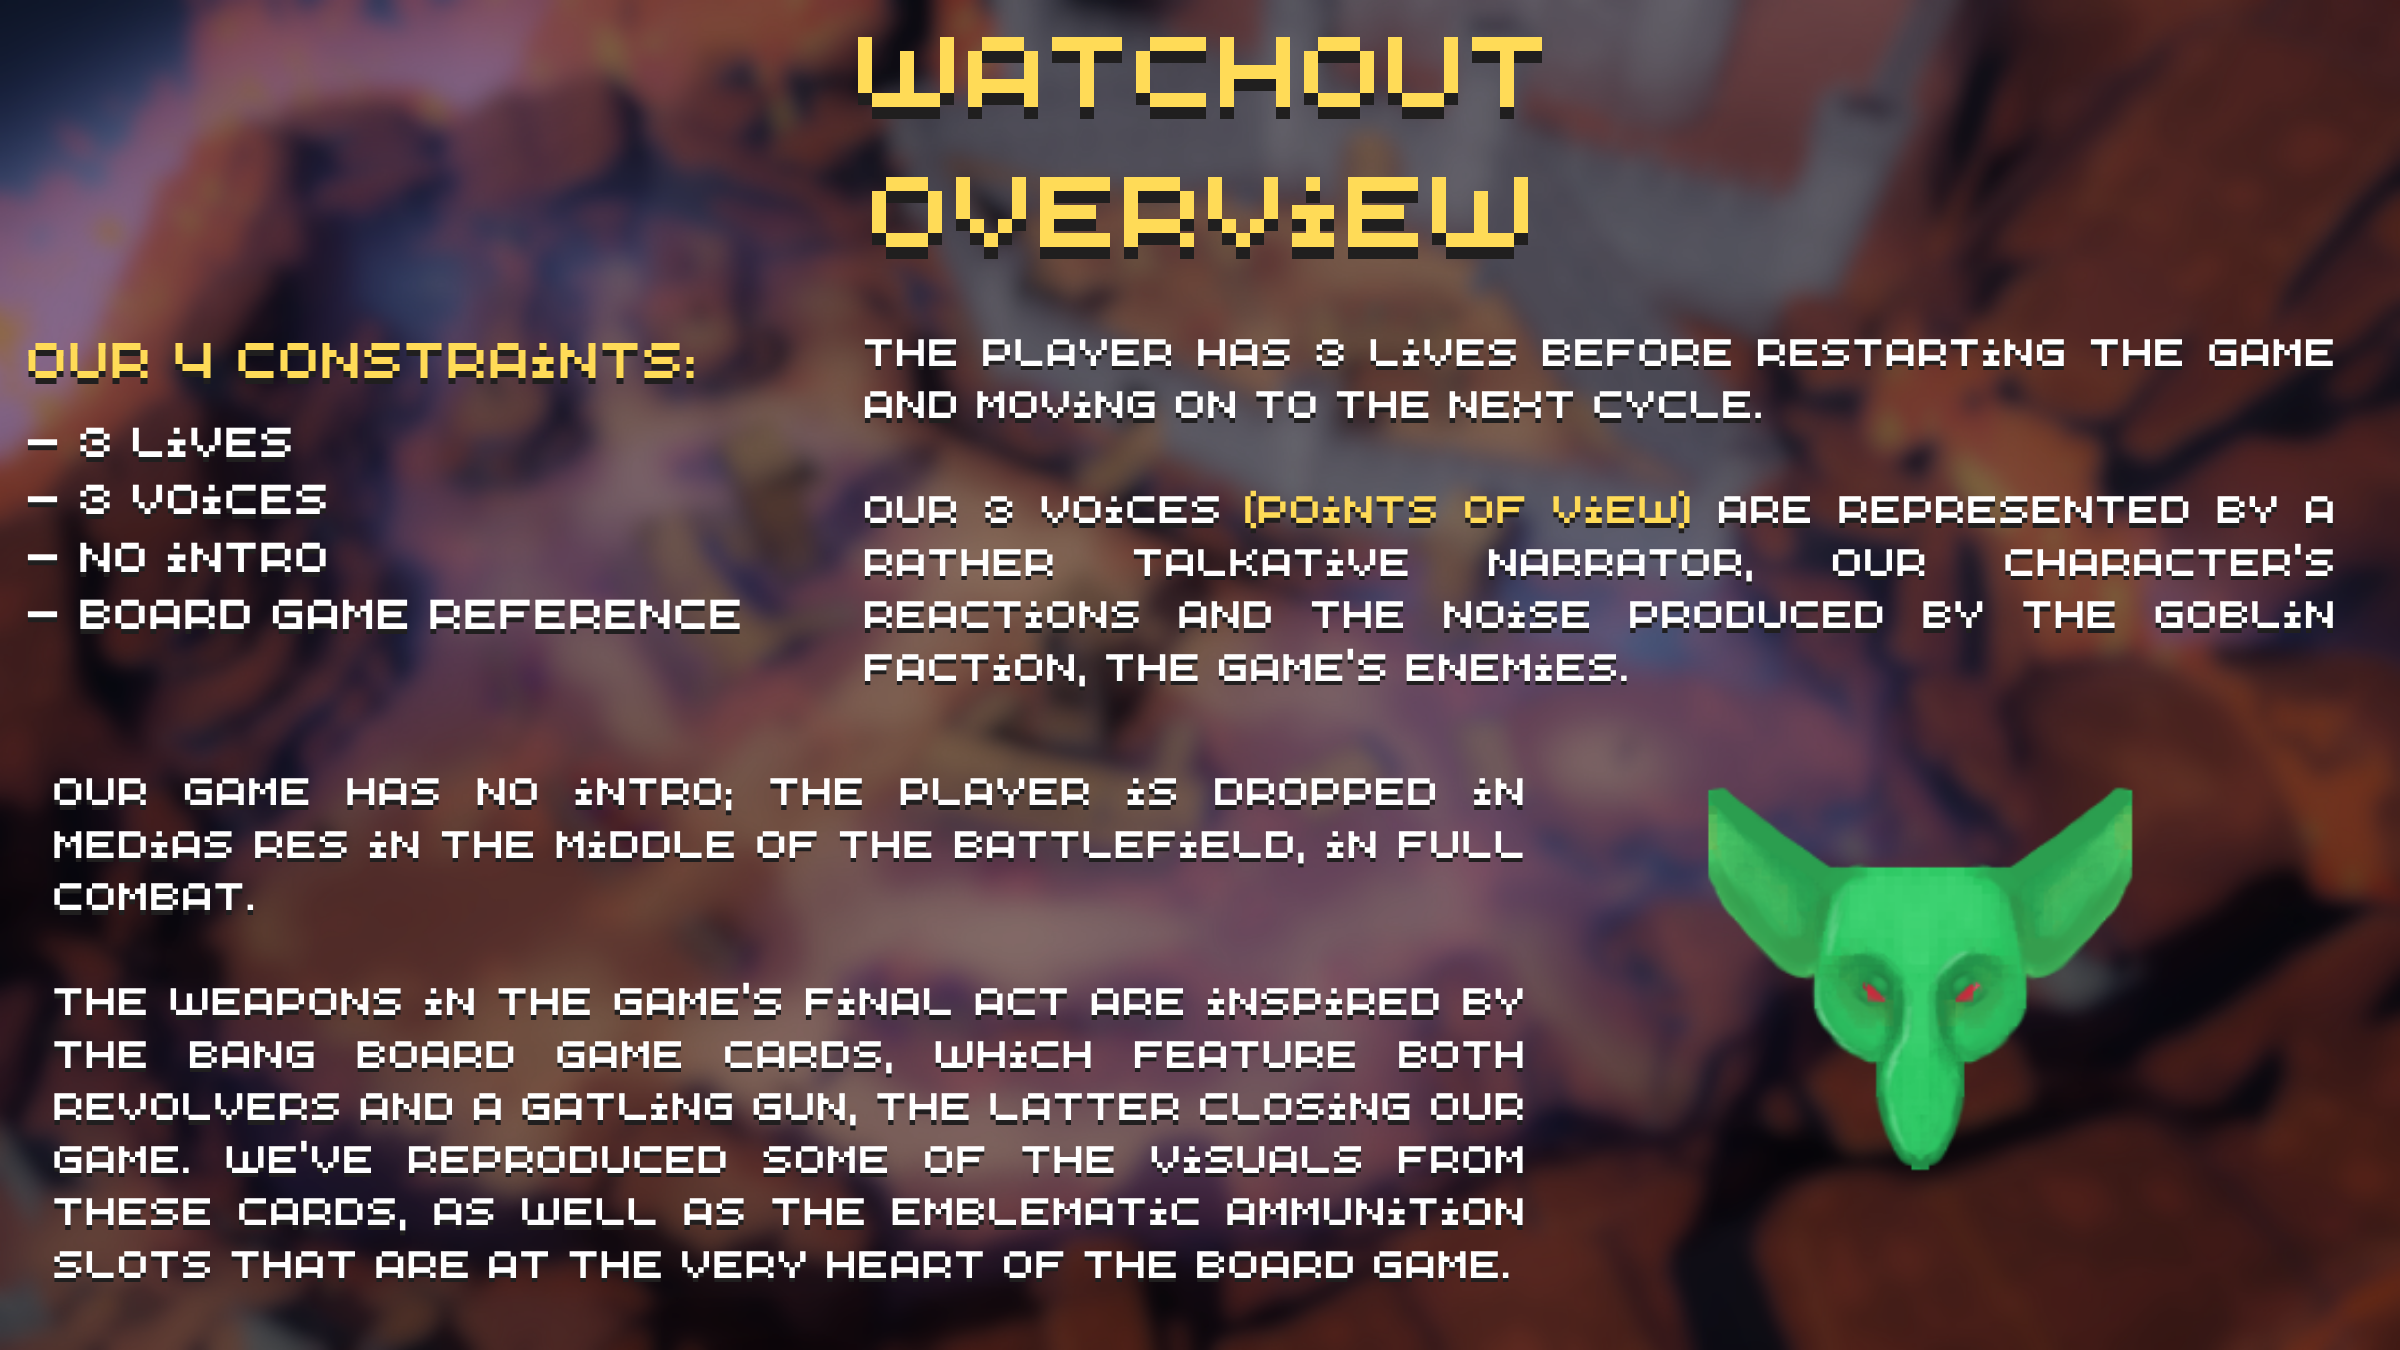 WATCHOUT
OVERVIEW
OUR 4 CONSTRAINTS:
- 3 LIVES
- 3 VOICES
- NO INTRO
- BOARD GAME REFERENCE
THE PLAYER HAS 3 LIVES BEFORE RESTARTING THE GAME
AND MOVING ON TO THE NEXT CYCLE.
OUR 3 VOICES (POINTS OF VIEW) ARE REPRESENTED BY A
RATHER TALKATIVE NARRATOR, OUR CHARACTER'S
REACTIONS AND THE NOISE PRODUCED BY THE GOBLIN
FACTION, THE GAME'S ENEMIES.
OUR GAME HAS NO INTRO; THE PLAYER IS DROPPED IN
MEDIAS RES IN THE MIDDLE OF THE BATTLEFIELD, IN FULL
COMBAT.
THE WEAPONS IN THE GAME'S FINAL ACT ARE INSPIRED BY
THE BANG BOARD GAME CARDS, WHICH FEATURE BOTH
REVOLVERS AND A GATLING GUN, THE LATTER CLOSING OUR
GAME. WE'VE REPRODUCED SOME OF THE VISUALS FROM
THESE CARDS, AS WELL AS THE EMBLEMATIC AMMUNITION
SLOTS THAT ARE AT THE VERY HEART OF THE BOARD GAME.